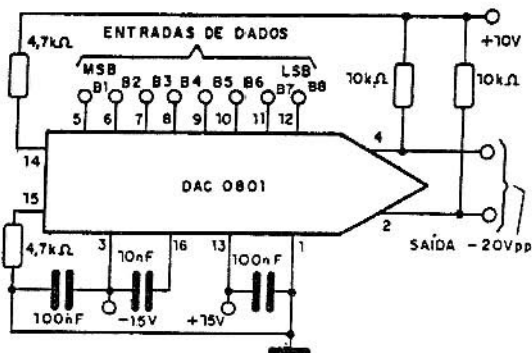 4,7kΩ
ENTRADAS DE DADOS
+10V
MSB
LSB
B1 B2 B3 B4 B5 B6 B7 B8
10kΩ
10kΩ
5 6 7 8 9 10 11 12
14
4
DAC 0801
15
2
4,7kΩ
3 16 13 1
SAÍDA -20Vpp
10nF
100nF
100nF
-15V
+15V